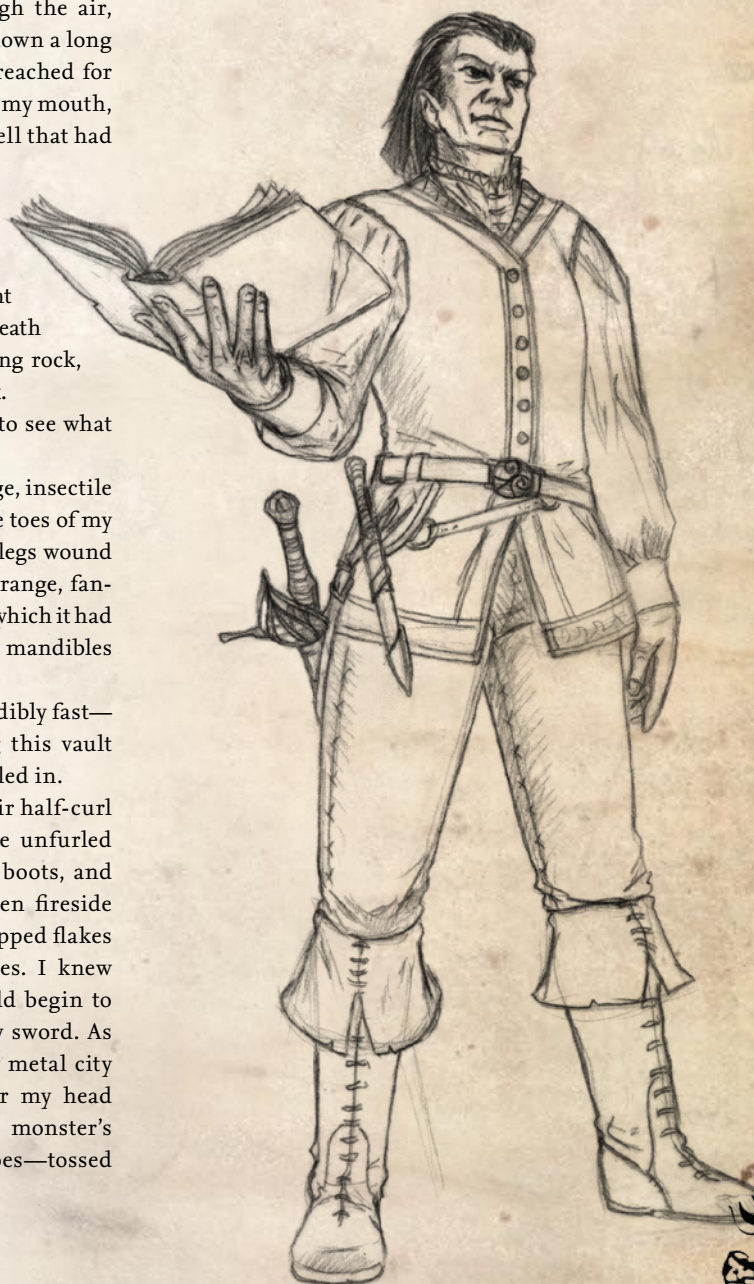 gh the air,
own a long
reached for
my mouth,
ell that had
nt
eath
ng rock,
to see what
ge, insectile
e toes of my
legs wound
range, fan-
which it had
mandibles
dibly fast—
this vault
led in.
ir half-curl
e unfurled
boots, and
en fireside
pped flakes
es. I knew
ld begin to
y sword. As
metal city
r my head
monster's
oes—tossed